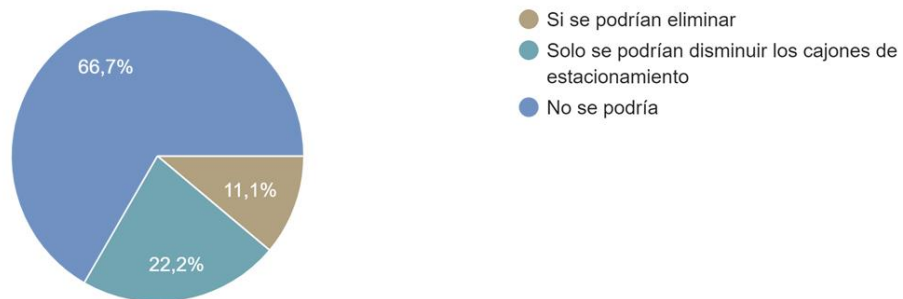 66,7%
11,1%
22,2%
Si se podrían eliminar
Solo se podrían disminuir los cajones de
estacionamiento
No se podría